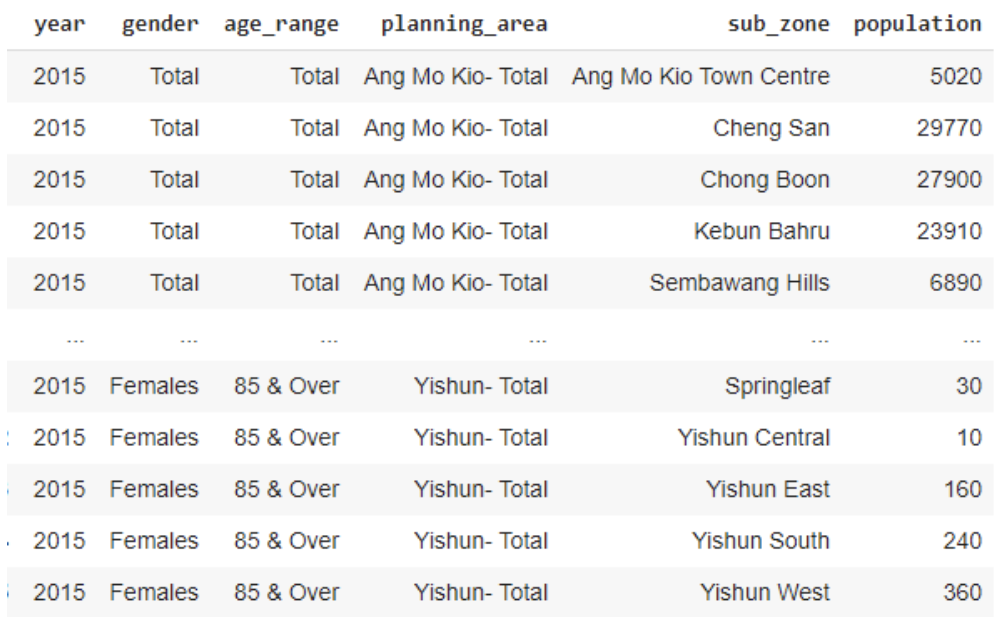 year gender age_range planning_area sub_zone population
2015 Total Total Ang Mo Kio- Total Ang Mo Kio Town Centre 5020
2015 Total Total Ang Mo Kio- Total Cheng San 29770
2015 Total Total Ang Mo Kio- Total Chong Boon 27900
2015 Total Total Ang Mo Kio- Total Kebun Bahru 23910
2015 Total Total Ang Mo Kio- Total Sembawang Hills 6890
... ... ... ... ... ...
2015 Females 85 & Over Yishun- Total Springleaf 30
2015 Females 85 & Over Yishun- Total Yishun Central 10
2015 Females 85 & Over Yishun- Total Yishun East 160
2015 Females 85 & Over Yishun- Total Yishun South 240
2015 Females 85 & Over Yishun- Total Yishun West 360